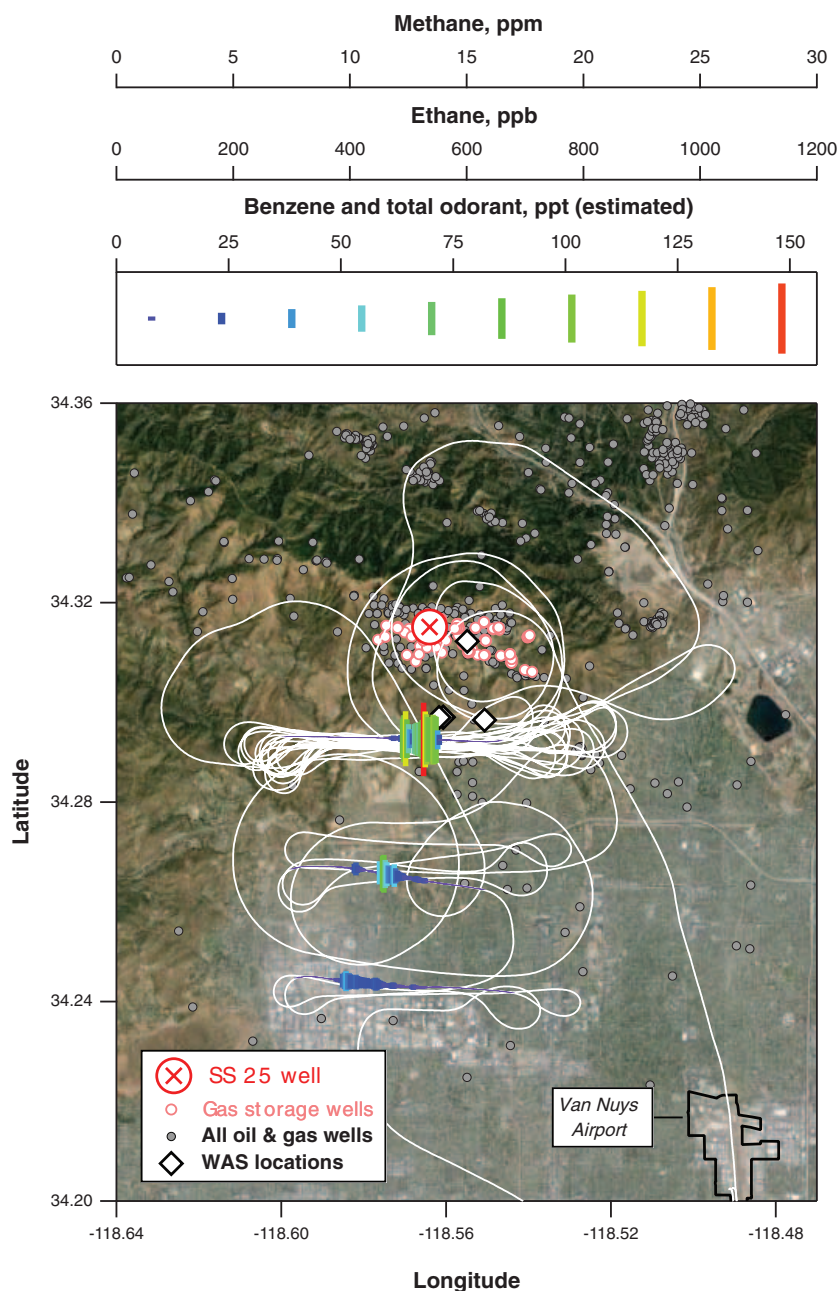 Methane, ppm
0 5 10 15 20 25 30
Ethane, ppb
0 200 400 600 800 1000 1200
Benzene and total odorant, ppt (estimated)
0 25 50 75 100 125 150
34.36
34.32
34.28
34.24
34.20
Latitude
SS 25 well
Gas storage wells
All oil & gas wells
WAS locations
Van Nuys
Airport
-118.64 -118.60 -118.56 -118.52 -118.48
Longitude